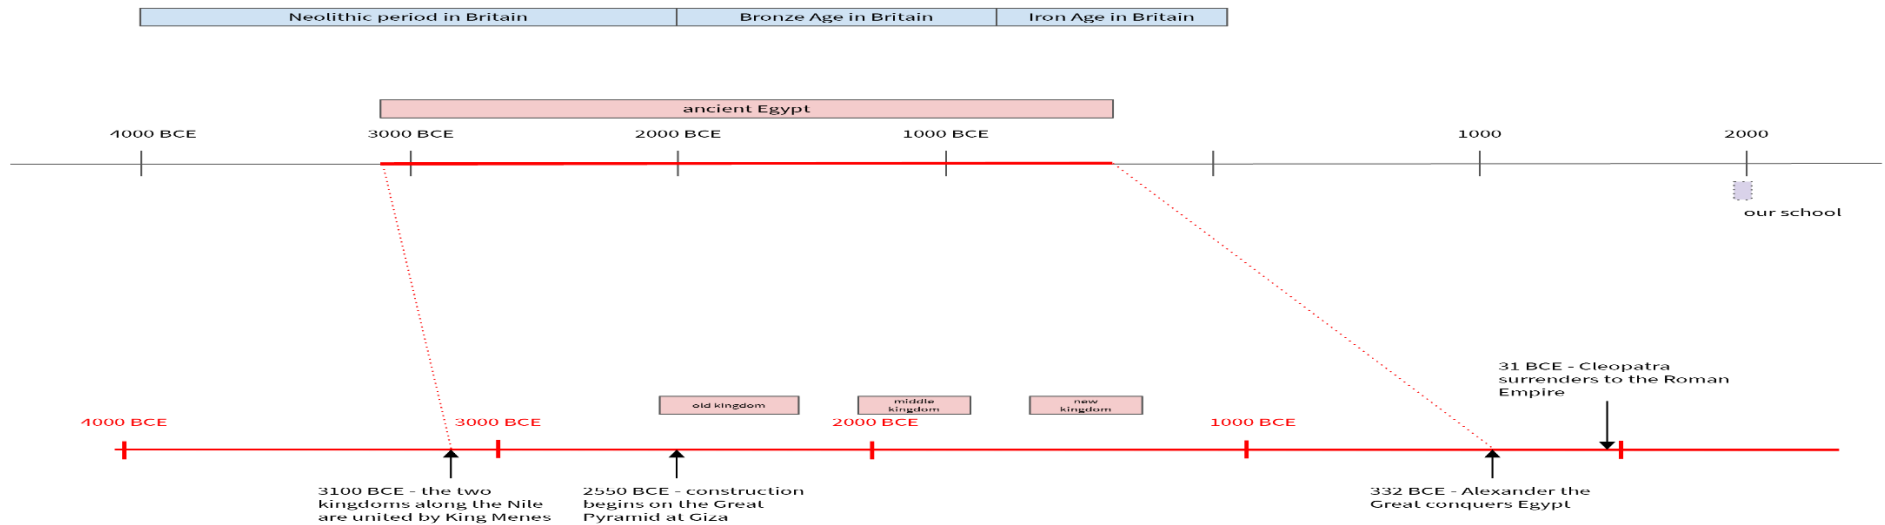 Neolithic period in Britain
Bronze Age in Britain
Iron Age in Britain
ancient Egypt
4000 BCE
3000 BCE
2000 BCE
1000 BCE
1000
2000
our school
31 BCE - Cleopatra
surrenders to the Roman
Empire
old kingdom
middle
kingdom
new
kingdom
4000 BCE
3000 BCE
2000 BCE
1000 BCE
3100 BCE - the two
kingdoms along the Nile
are united by King Menes
2550 BCE - construction
begins on the Great
Pyramid at Giza
332 BCE - Alexander the
Great conquers Egypt